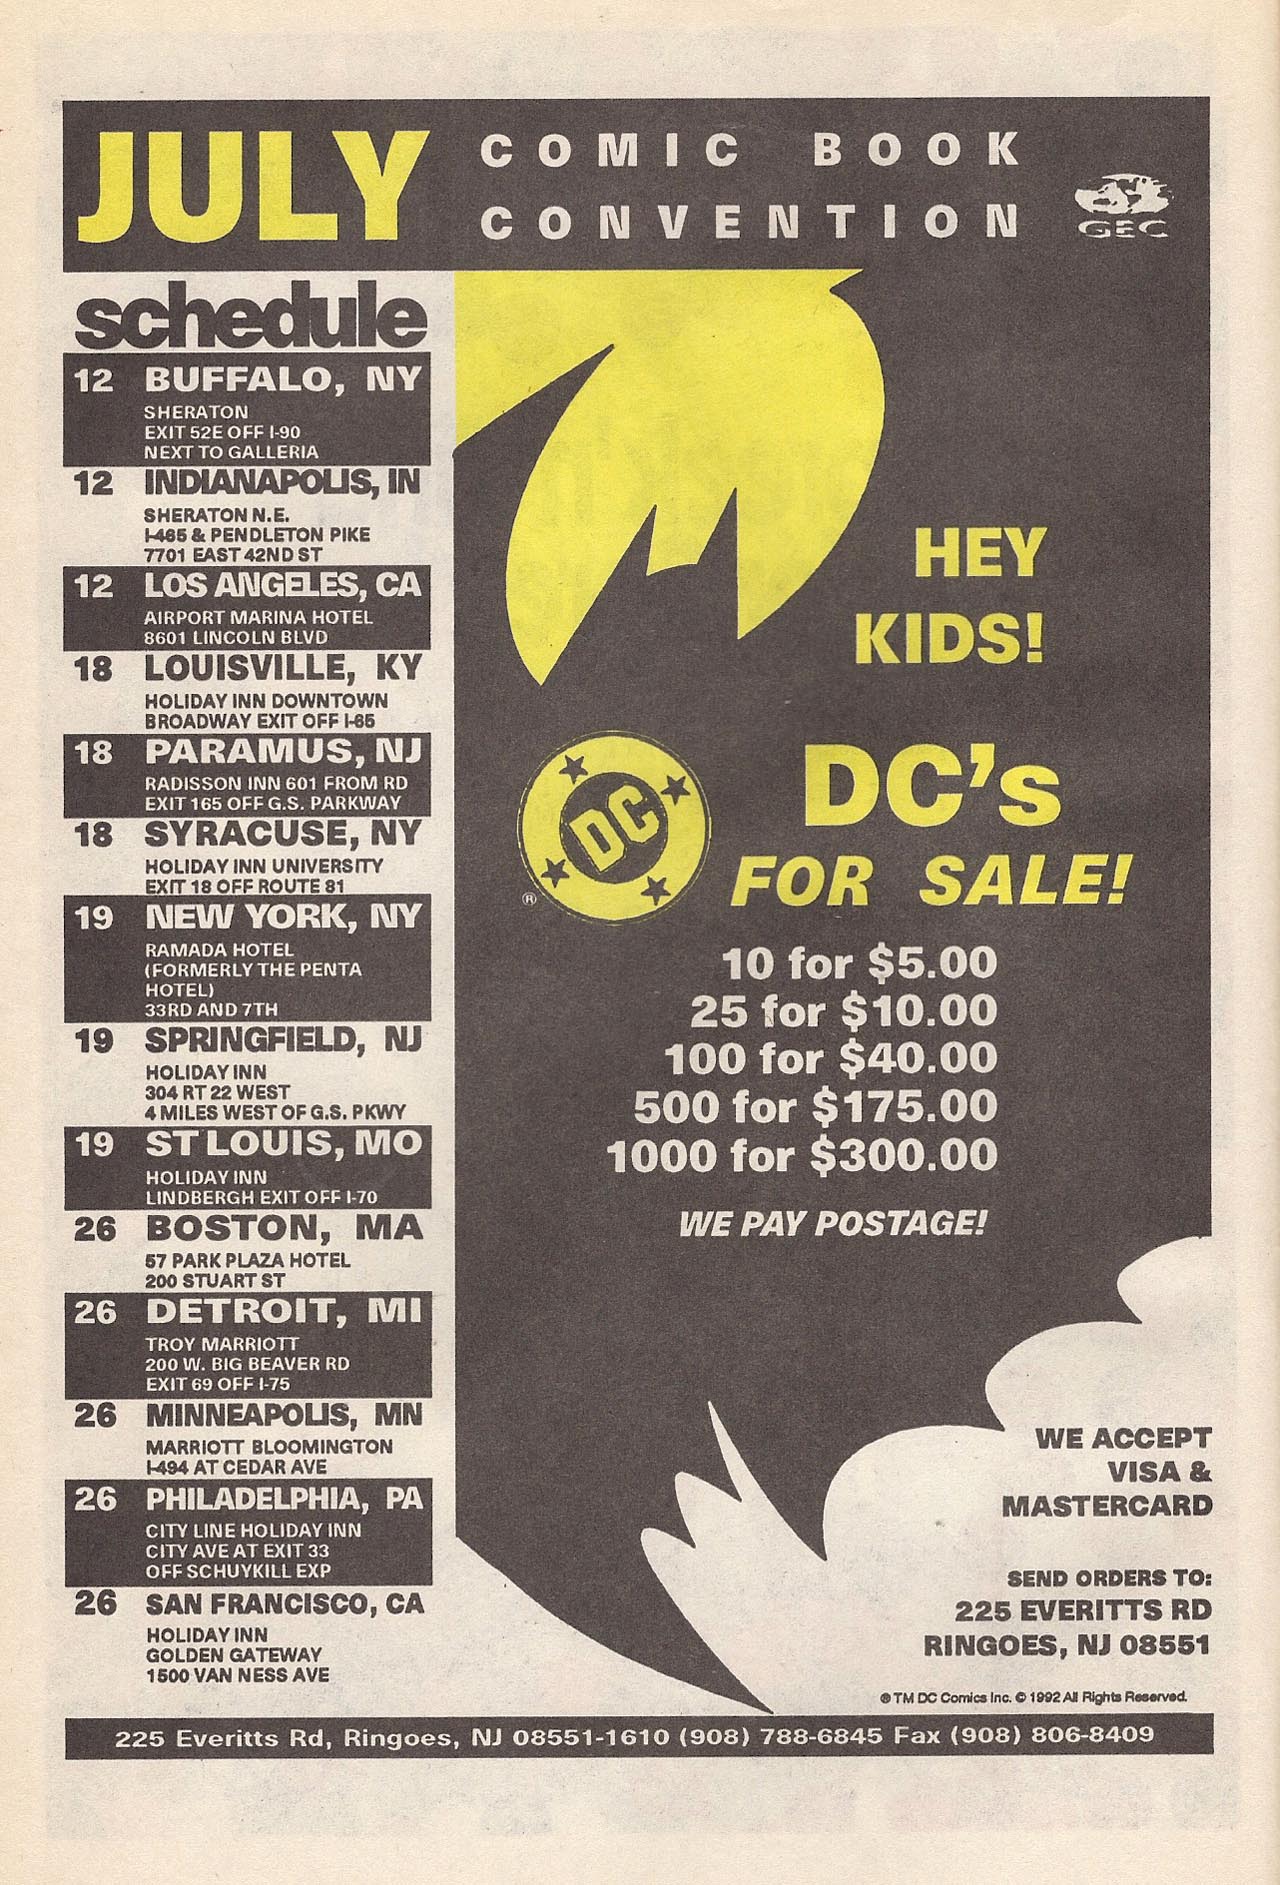 JULY
COMIC BOOK
CONVENTION
GEC
schedule
12 BUFFALO, NY
SHERATON
EXIT 52E OFF I-90
NEXT TO GALLERIA
12 INDIANAPOLIS, IN
SHERATON N.E.
I-465 & PENDLETON PIKE
7701 EAST 42ND ST
12 LOS ANGELES, CA
AIRPORT MARINA HOTEL
8601 LINCOLN BLVD
18 LOUISVILLE, KY
HOLIDAY INN DOWNTOWN
BROADWAY EXIT OFF I-65
18 PARAMUS, NJ
RADISSON INN 601 FROM RD
EXIT 165 OFF G.S. PARKWAY
18 SYRACUSE, NY
HOLIDAY INN UNIVERSITY
EXIT 18 OFF ROUTE 81
19 NEW YORK, NY
RAMADA HOTEL
(FORMERLY THE PENTA
HOTEL)
33RD AND 7TH
19 SPRINGFIELD, NJ
HOLIDAY INN
304 RT 22 WEST
4 MILES WEST OF G.S. PKWY
19 ST LOUIS, MO
HOLIDAY INN
LINDBERGH EXIT OFF I-70
26 BOSTON, MA
57 PARK PLAZA HOTEL
200 STUART ST
26 DETROIT, MI
TROY MARRIOTT
200 W. BIG BEAVER RD
EXIT 69 OFF I-75
26 MINNEAPOLIS, MN
MARRIOTT BLOOMINGTON
I-494 AT CEDAR AVE
26 PHILADELPHIA, PA
CITY LINE HOLIDAY INN
CITY AVE AT EXIT 33
OFF SCHUYKILL EXP
26 SAN FRANCISCO, CA
HOLIDAY INN
GOLDEN GATEWAY
1500 VAN NESS AVE
HEY
KIDS!
DC
®
DC's
FOR SALE!
10 for $5.00
25 for $10.00
100 for $40.00
500 for $175.00
1000 for $300.00
WE PAY POSTAGE!
WE ACCEPT
VISA &
MASTERCARD
SEND ORDERS TO:
225 EVERITTS RD
RINGOES, NJ 08551
® TM DC Comics Inc. © 1992 All Rights Reserved.
225 Everitts Rd, Ringoes, NJ 08551-1610 (908) 788-6845 Fax (908) 806-8409